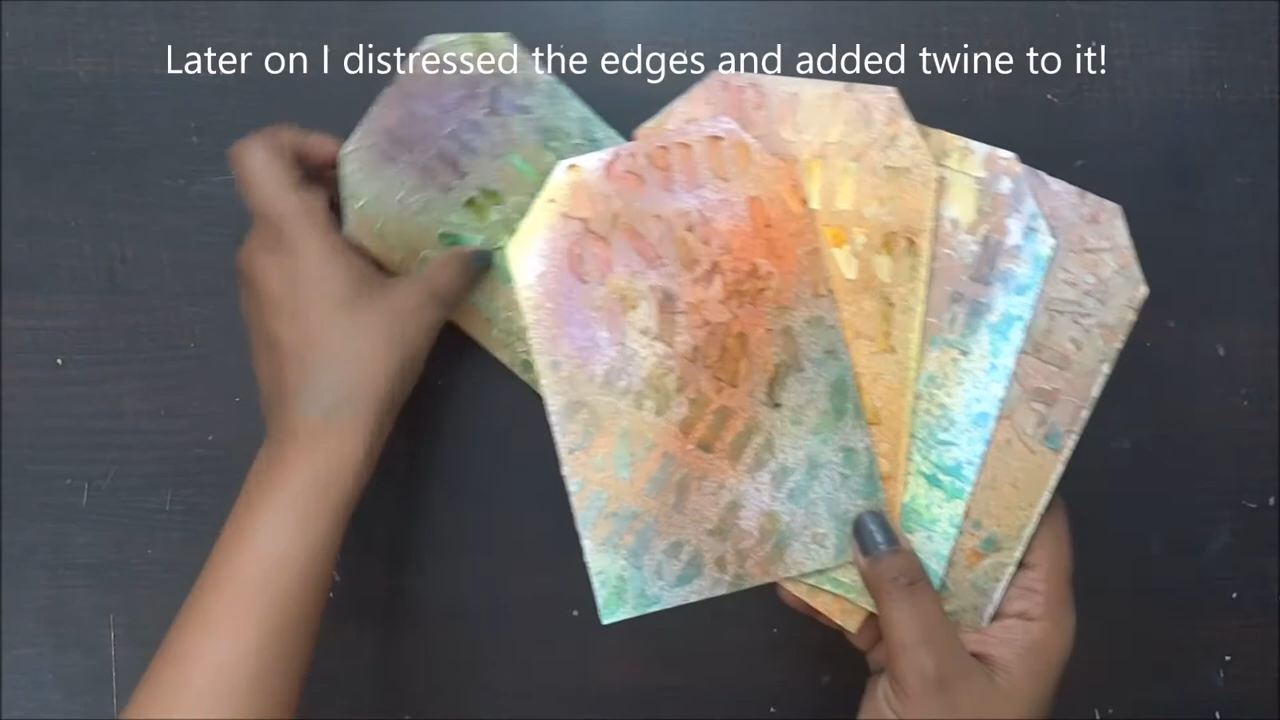 Later on I distressed the edges and added twine to it!